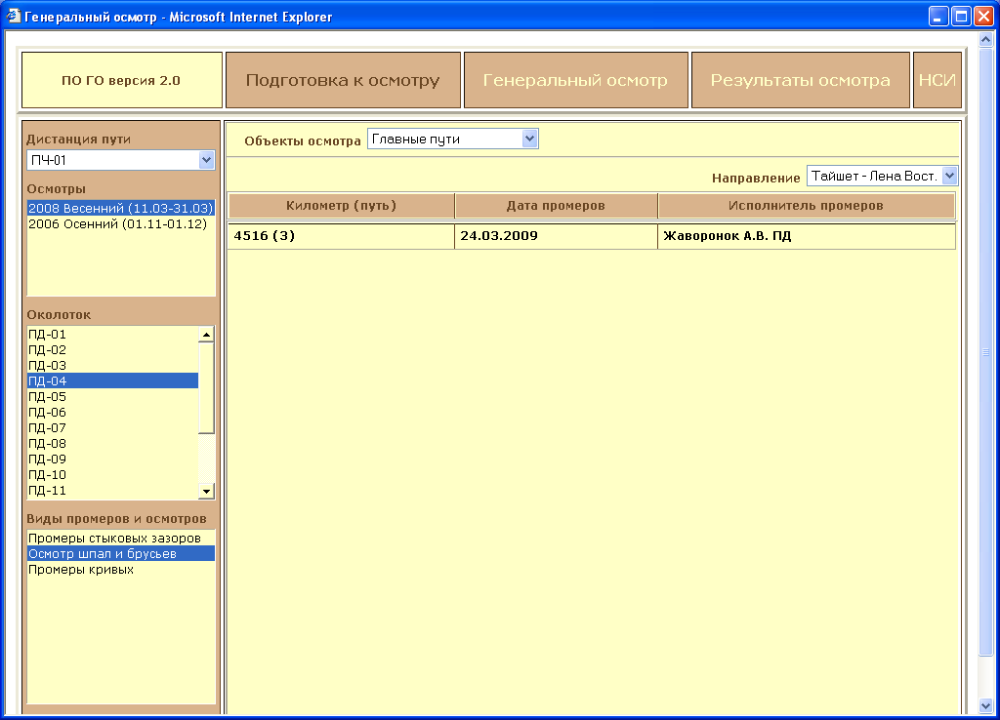 Генеральный осмотр - Microsoft Internet Explorer
ПО ГО версия 2.0
Подготовка к осмотру
Генеральный осмотр
Результаты осмотра
НСИ
Дистанция пути
ПЧ-01
Осмотры
2008 Весенний (11.03-31.03)
2006 Осенний (01.11-01.12)
Околоток
ПД-01
ПД-02
ПД-03
ПД-04
ПД-05
ПД-06
ПД-07
ПД-08
ПД-09
ПД-10
ПД-11
Виды промеров и осмотров
Промеры стыковых зазоров
Осмотр шпал и брусьев
Промеры кривых
Объекты осмотра Главные пути
Направление Тайшет - Лена Вост.
Километр (путь) Дата промеров Исполнитель промеров
4516 (3) 24.03.2009 Жаворонок А.В. ПД